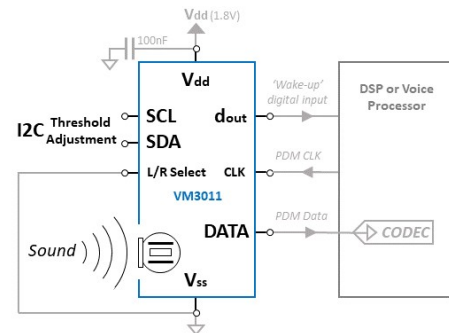 Vdd (1.8V)
100nF
Vdd
'Wake-up'
digital input
DSP or Voice
Processor
I2C Threshold
Adjustment
SCL
SDA
dout
L/R Select
CLK
PDM CLK
VM3011
DATA
PDM Data
CODEC
Sound
Vss